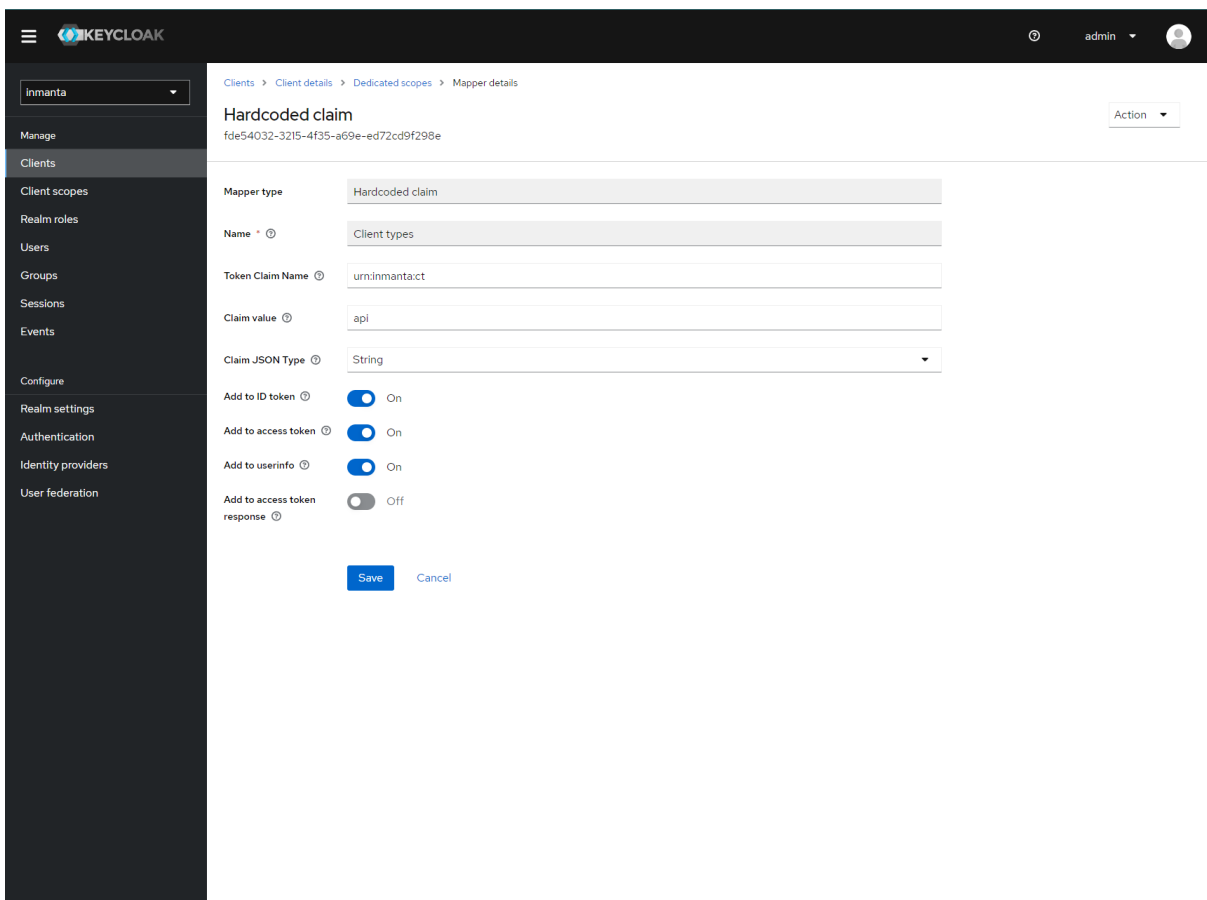 KEYCLOAK
admin
inmanta
Manage
Clients
Client scopes
Realm roles
Users
Groups
Sessions
Events
Configure
Realm settings
Authentication
Identity providers
User federation
Clients > Client details > Dedicated scopes > Mapper details
Hardcoded claim
Action
fde54032-3215-4f35-a69e-ed72cd9f298e
Mapper type Hardcoded claim
Name * Client types
Token Claim Name urn:inmanta:ct
Claim value api
Claim JSON Type String
Add to ID token On
Add to access token On
Add to userinfo On
Add to access token
response Off
Save Cancel